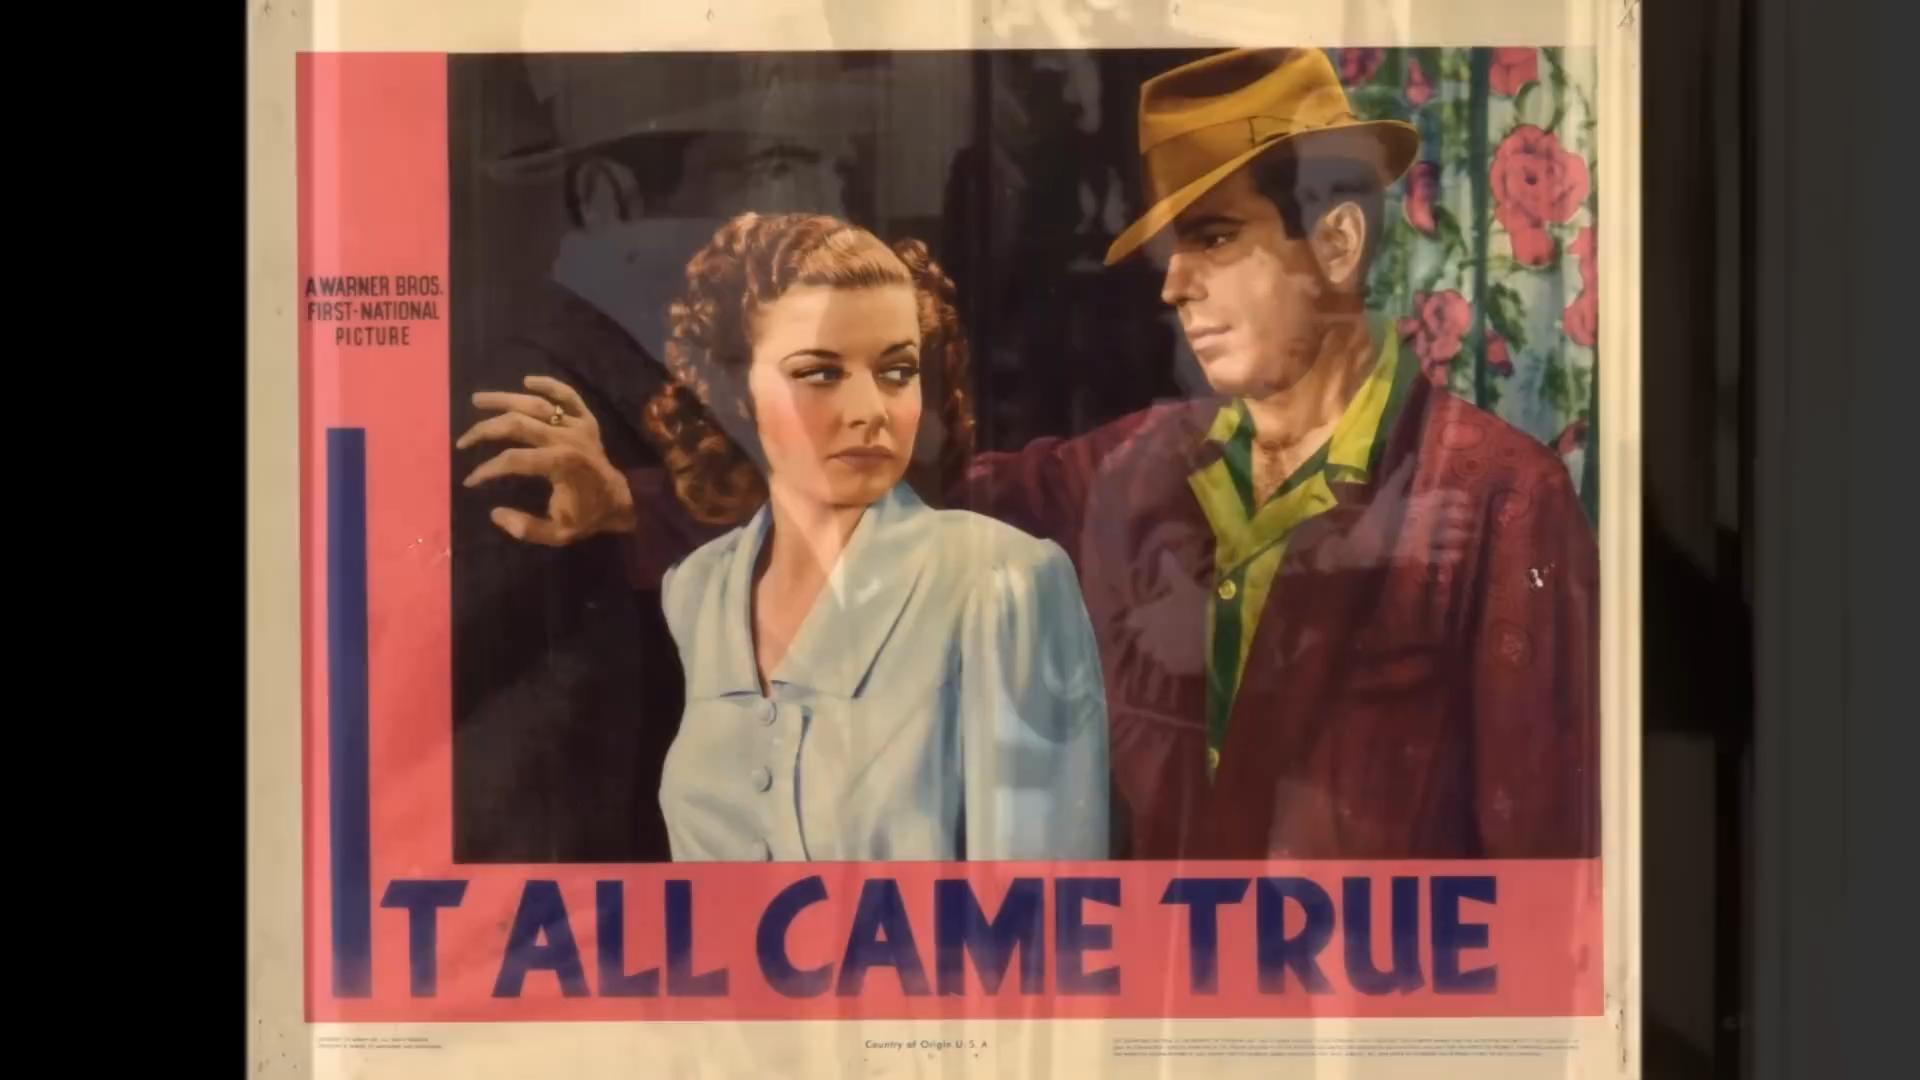 A WARNER BROS.
FIRST-NATIONAL
PICTURE
IT ALL CAME TRUE
Country of Origin U.S.A